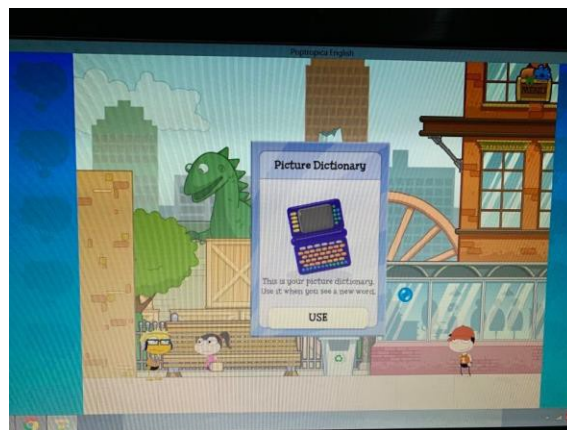 Poptropica English
Picture Dictionary
This is your picture dictionary.
Use it when you see a new word.
USE